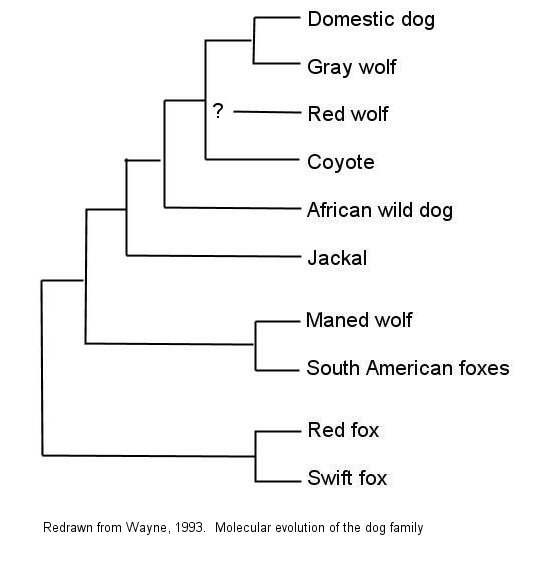 Domestic dog
Gray wolf
?
Red wolf
Coyote
African wild dog
Jackal
Maned wolf
South American foxes
Red fox
Swift fox
Redrawn from Wayne, 1993. Molecular evolution of the dog family